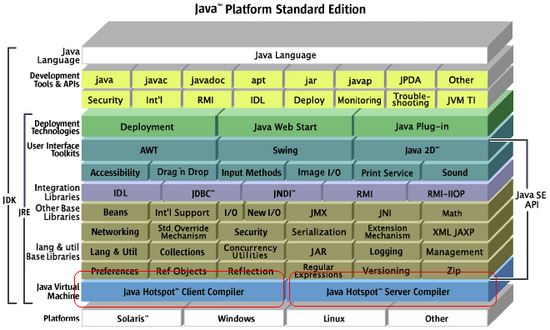 Java™ Platform Standard Edition
Java Language
Java Language
Development Tools & APIs
java javac javadoc apt jar javap JPDA Other
Security Int'l RMI IDL Deploy Monitoring Trouble-shooting JVM TI
Deployment Technologies
Deployment Java Web Start Java Plug-in
User Interface Toolkits
AWT Swing Java 2D™
Accessibility Drag 'n Drop Input Methods Image I/O Print Service Sound
Integration Libraries
IDL JDBC™ JNDI™ RMI RMI-IIOP
Other Base Libraries
Beans Int'l Support I/O New I/O JMX JNI Math
Networking Std. Override Mechanism Security Serialization Extension Mechanism XML JAXP
lang & util Base Libraries
Lang & Util Collections Concurrency Utilities JAR Logging Management
Preferences Ref Objects Reflection Regular Expressions Versioning Zip
Java Virtual Machine
Java Hotspot™ Client Compiler Java Hotspot™ Server Compiler
Platforms
Solaris™ Windows Linux Other
JDK
JRE
Java SE API